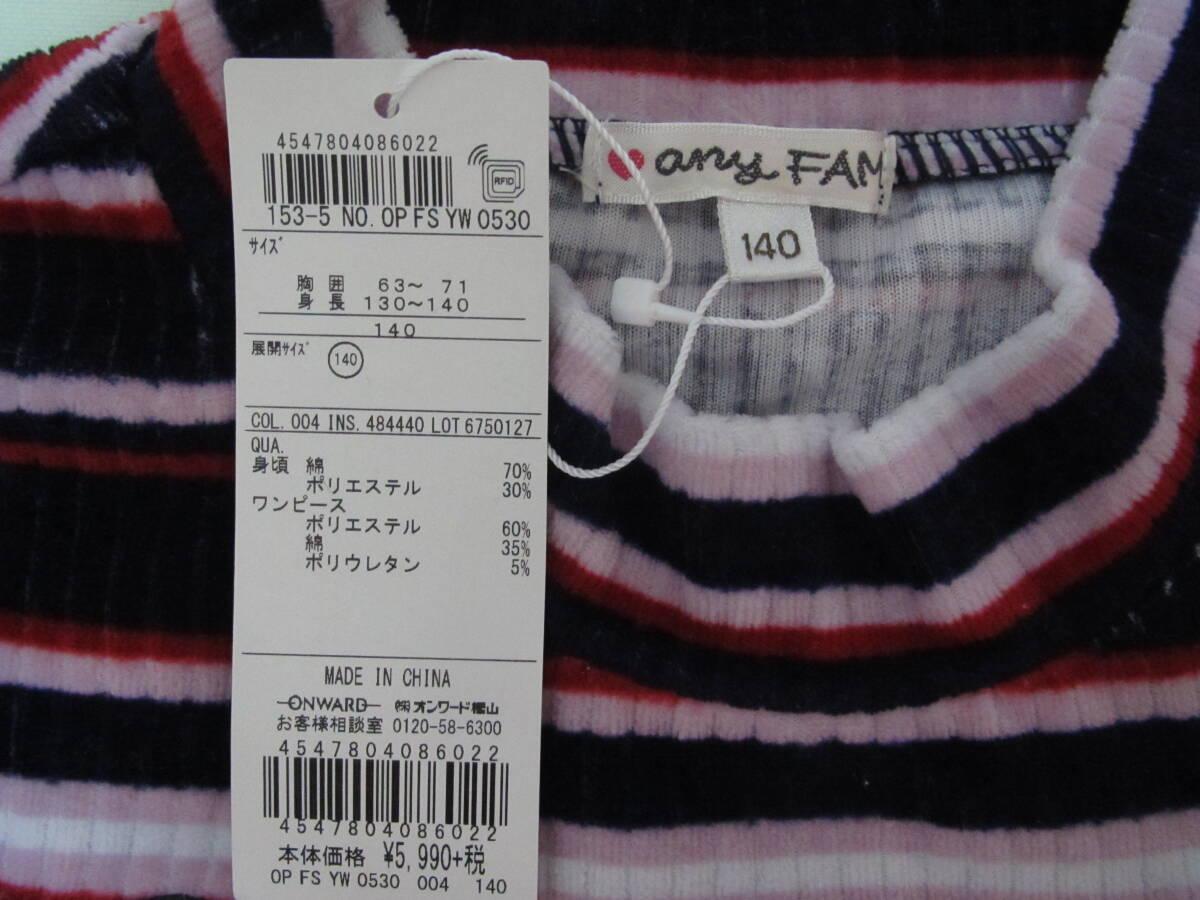 4547804086022
RFID
153-5 NO. OP FS YW 0530
サイズ
胸囲 63～ 71
身長 130～140
140
展開サイズ 140
COL. 004 INS. 484440 LOT 6750127
QUA.
身頃 綿 70%
ポリエステル 30%
ワンピース
ポリエステル 60%
綿 35%
ポリウレタン 5%
MADE IN CHINA
ONWARD ㈱オンワード樫山
お客様相談室 0120-58-6300
4547804086022
4547804086022
本体価格 ¥5,990+税
OP FS YW 0530 004 140
any FAM
140